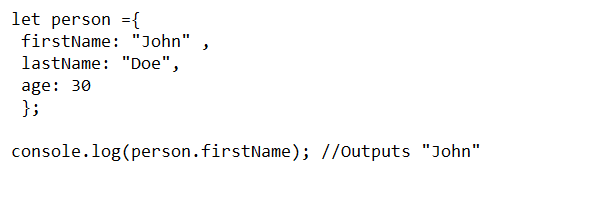 let person ={
 firstName: "John" ,
 lastName: "Doe",
 age: 30
 };

console.log(person.firstName); //Outputs "John"